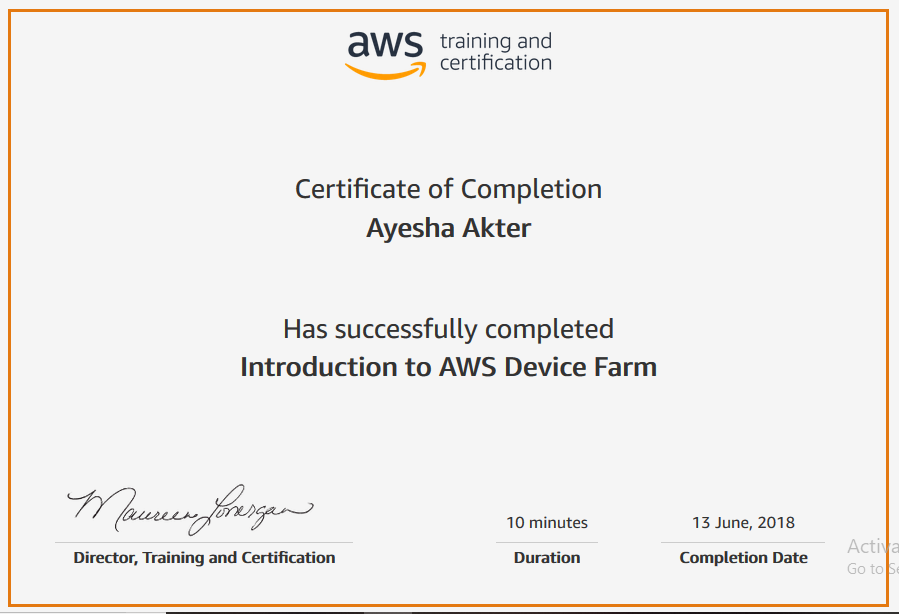 aws training and
certification
Certificate of Completion
Ayesha Akter
Has successfully completed
Introduction to AWS Device Farm
Maureen Lonergan
Director, Training and Certification
10 minutes
Duration
13 June, 2018
Completion Date
Activa
Go to Se